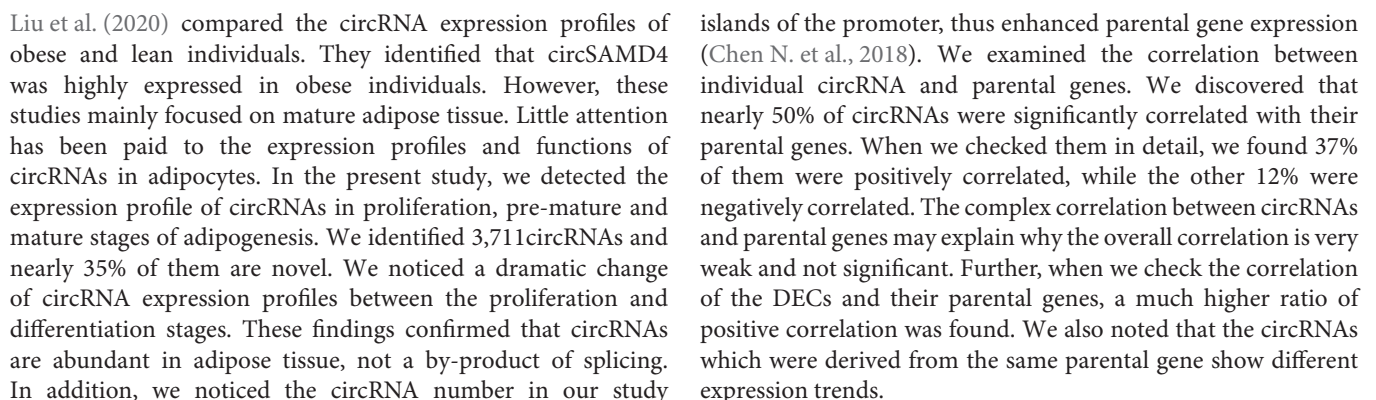 Liu et al. (2020) compared the circRNA expression profiles of
obese and lean individuals. They identified that circSAMD4
was highly expressed in obese individuals. However, these
studies mainly focused on mature adipose tissue. Little attention
has been paid to the expression profiles and functions of
circRNAs in adipocytes. In the present study, we detected the
expression profile of circRNAs in proliferation, pre-mature and
mature stages of adipogenesis. We identified 3,711circRNAs and
nearly 35% of them are novel. We noticed a dramatic change
of circRNA expression profiles between the proliferation and
differentiation stages. These findings confirmed that circRNAs
are abundant in adipose tissue, not a by-product of splicing.
In addition, we noticed the circRNA number in our study
islands of the promoter, thus enhanced parental gene expression
(Chen N. et al., 2018). We examined the correlation between
individual circRNA and parental genes. We discovered that
nearly 50% of circRNAs were significantly correlated with their
parental genes. When we checked them in detail, we found 37%
of them were positively correlated, while the other 12% were
negatively correlated. The complex correlation between circRNAs
and parental genes may explain why the overall correlation is very
weak and not significant. Further, when we check the correlation
of the DECs and their parental genes, a much higher ratio of
positive correlation was found. We also noted that the circRNAs
which were derived from the same parental gene show different
expression trends.